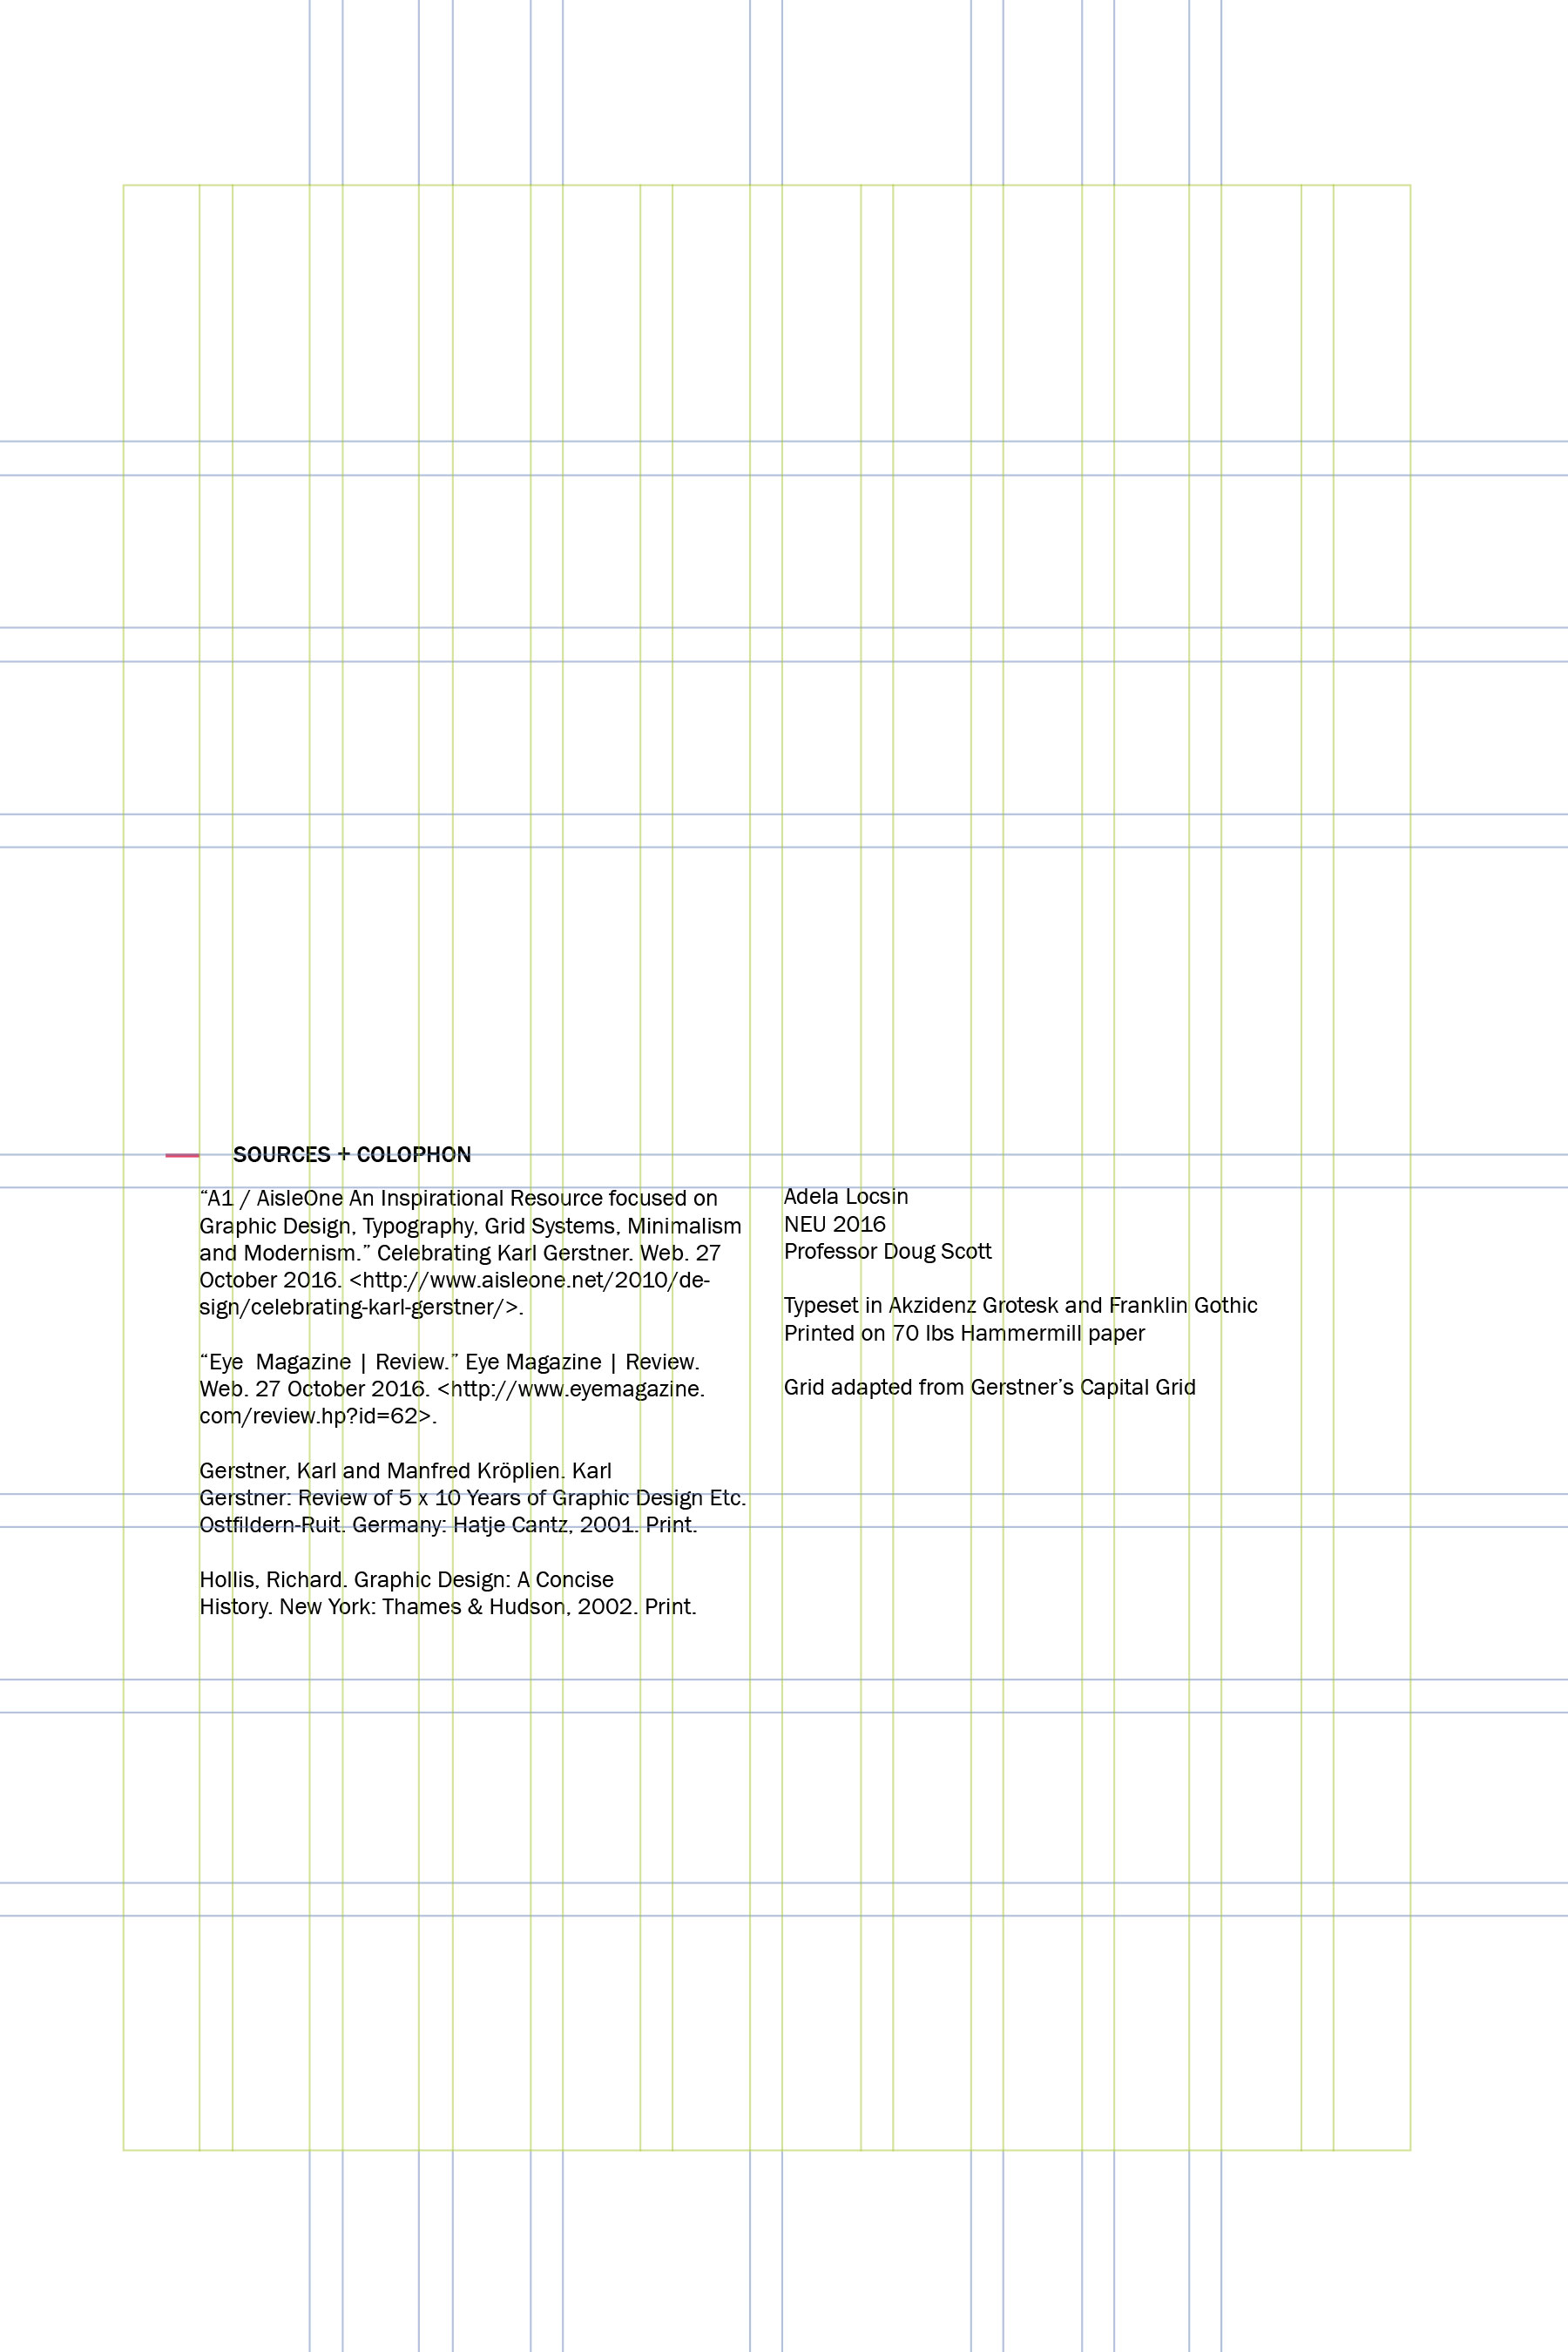 SOURCES + COLOPHON
“A1 / AisleOne An Inspirational Resource focused on
Graphic Design, Typography, Grid Systems, Minimalism
and Modernism.” Celebrating Karl Gerstner. Web. 27
October 2016. <http://www.aisleone.net/2010/de-
sign/celebrating-karl-gerstner/>.
“Eye  Magazine | Review.” Eye Magazine | Review.
Web. 27 October 2016. <http://www.eyemagazine.
com/review.hp?id=62>.
Gerstner, Karl and Manfred Kröplien. Karl
Gerstner: Review of 5 x 10 Years of Graphic Design Etc.
Ostfildern-Ruit. Germany: Hatje Cantz, 2001. Print.
Hollis, Richard. Graphic Design: A Concise
History. New York: Thames & Hudson, 2002. Print.
Adela Locsin
NEU 2016
Professor Doug Scott
Typeset in Akzidenz Grotesk and Franklin Gothic
Printed on 70 lbs Hammermill paper
Grid adapted from Gerstner’s Capital Grid